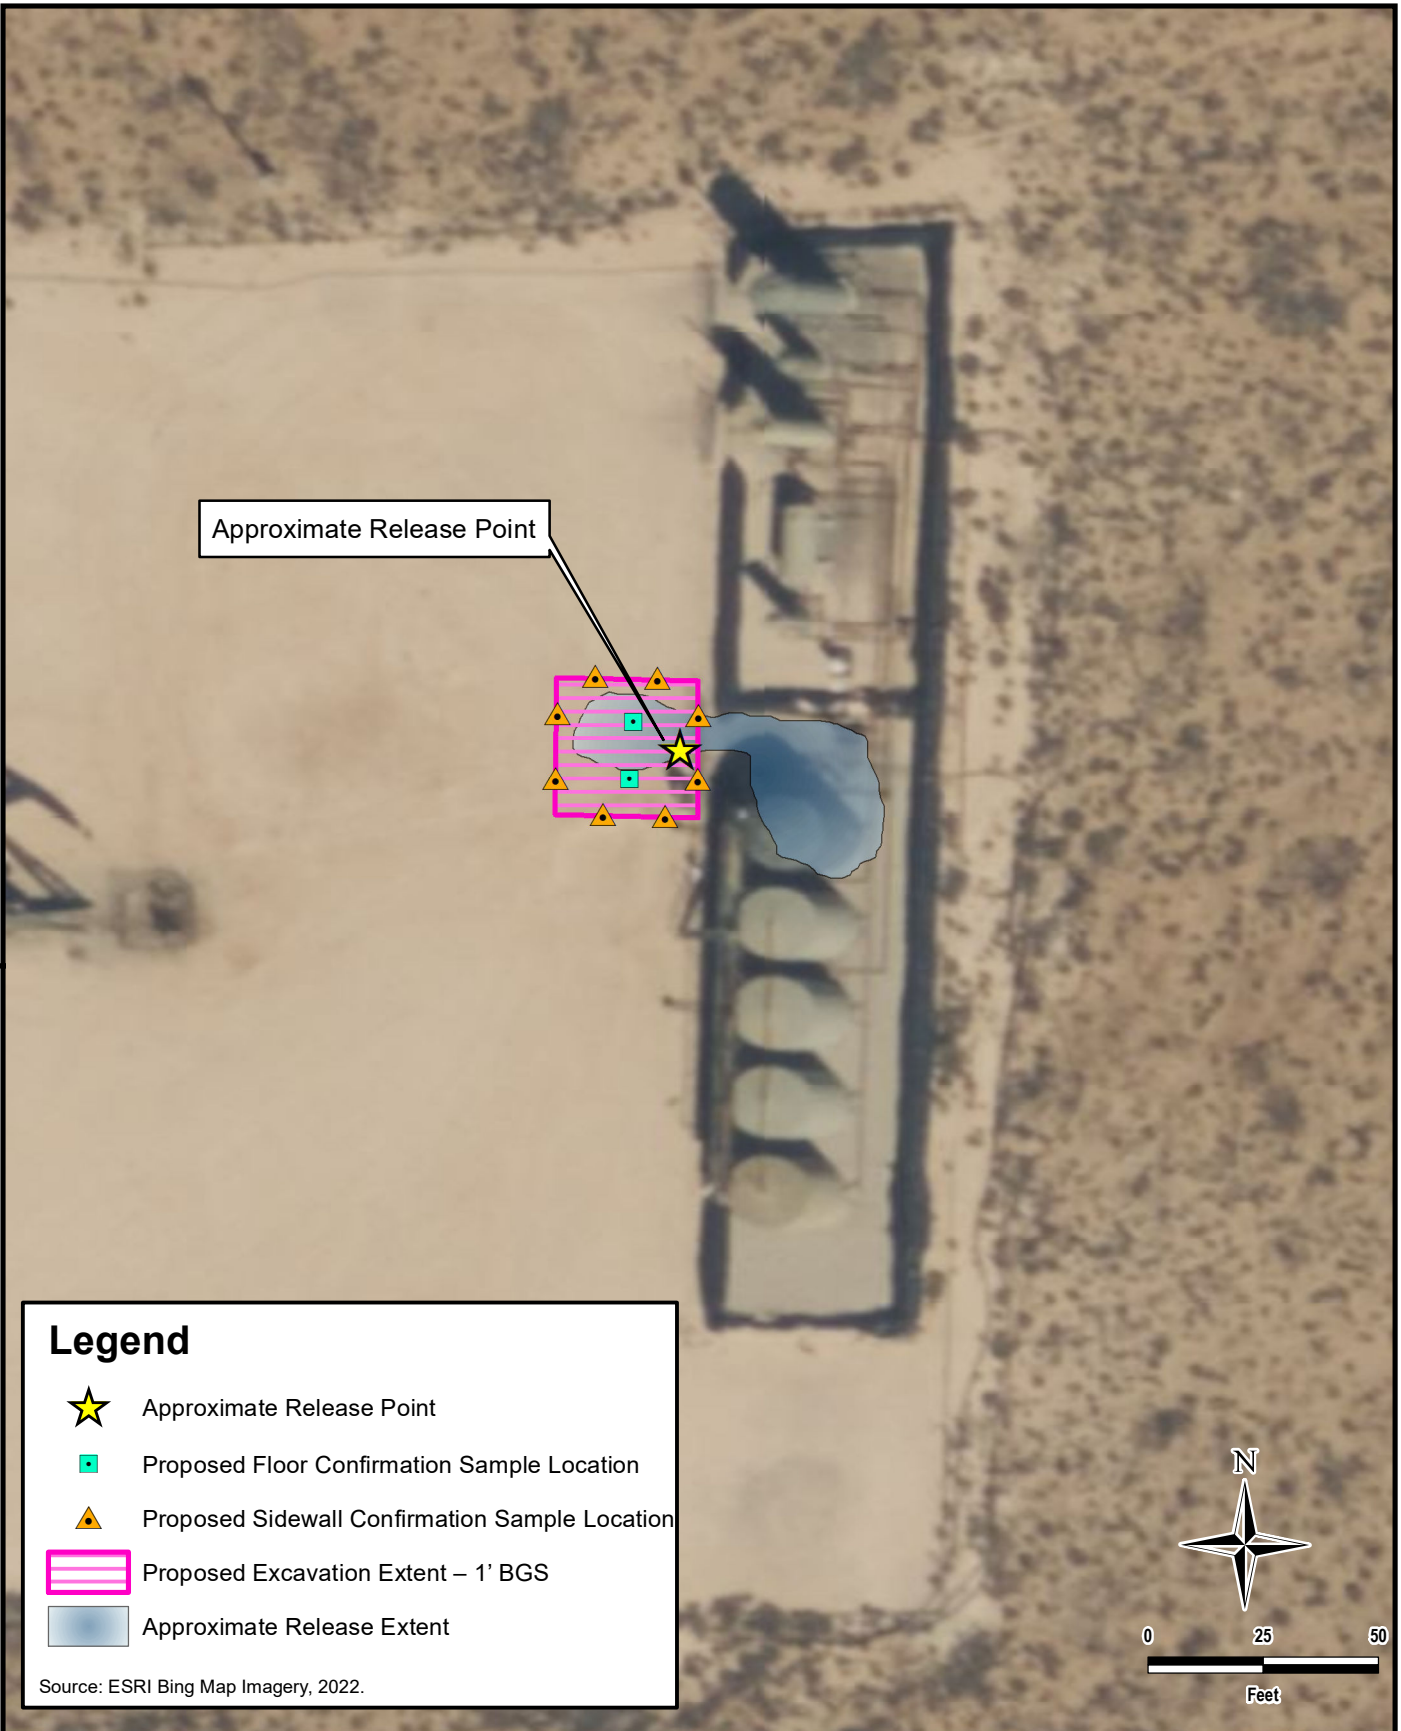 Approximate Release Point
Legend
Approximate Release Point
Proposed Floor Confirmation Sample Location
Proposed Sidewall Confirmation Sample Location
Proposed Excavation Extent – 1’ BGS
Approximate Release Extent
Source: ESRI Bing Map Imagery, 2022.
N
0 25 50
Feet